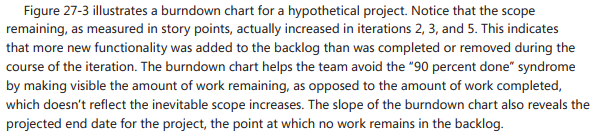 Figure 27-3 illustrates a burndown chart for a hypothetical project. Notice that the scope
remaining, as measured in story points, actually increased in iterations 2, 3, and 5. This indicates
that more new functionality was added to the backlog than was completed or removed during the
course of the iteration. The burndown chart helps the team avoid the "90 percent done" syndrome
by making visible the amount of work remaining, as opposed to the amount of work completed,
which doesn't reflect the inevitable scope increases. The slope of the burndown chart also reveals the
projected end date for the project, the point at which no work remains in the backlog.